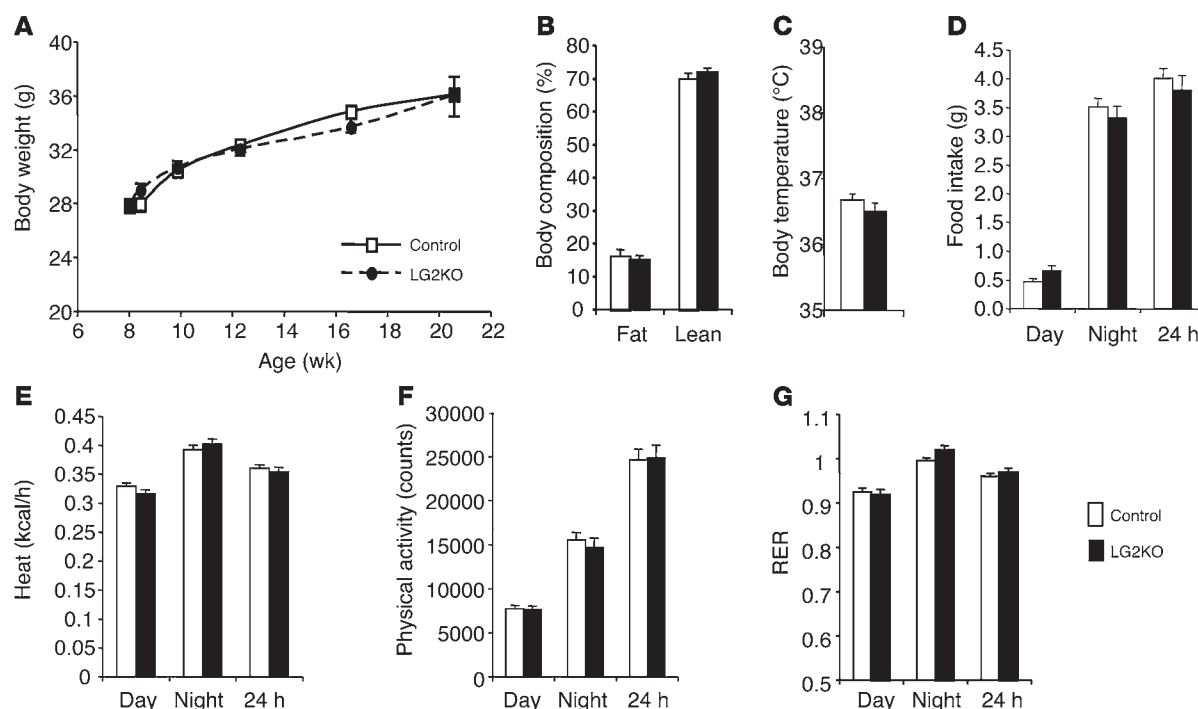 A
Body weight (g)
40
36
32
28
24
20
6 8 10 12 14 16 18 20 22
Age (wk)
Control
LG2KO
B
Body composition (%)
80
70
60
50
40
30
20
10
0
Fat Lean
C
Body temperature (°C)
39
38
37
36
35
D
Food intake (g)
4.5
4.0
3.5
3.0
2.5
2.0
1.5
1.0
0.5
0.0
Day Night 24 h
E
Heat (kcal/h)
0.45
0.4
0.35
0.3
0.25
0.2
0.15
0.1
0.05
0
Day Night 24 h
F
Physical activity (counts)
30000
25000
20000
15000
10000
5000
0
Day Night 24 h
G
RER
1.1
1
0.9
0.8
0.7
0.6
0.5
Day Night 24 h
Control
LG2KO